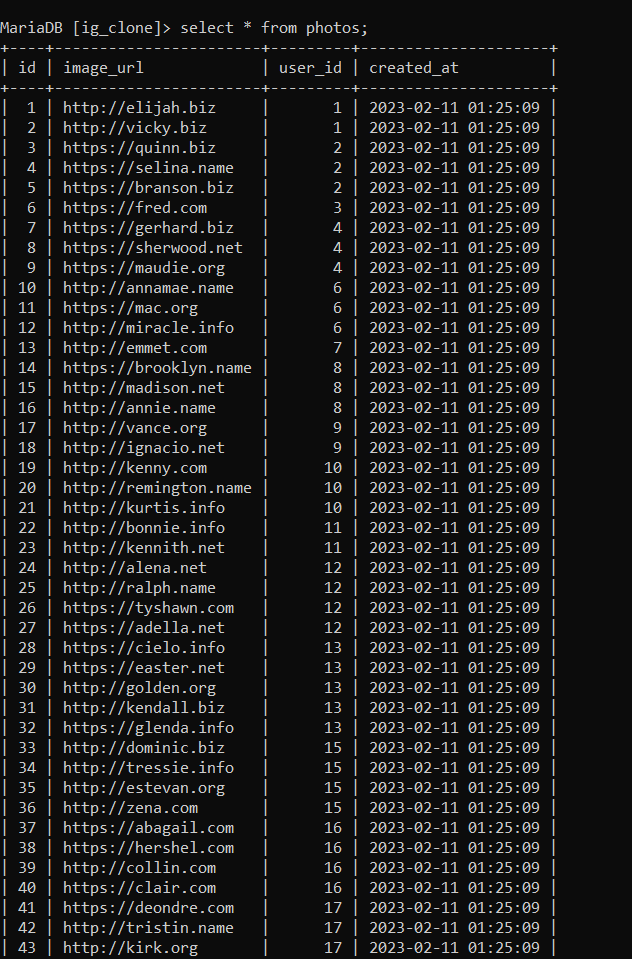 MariaDB [ig_clone]> select * from photos;
+----+-----------------------+---------+---------------------+
| id | image_url             | user_id | created_at          |
+----+-----------------------+---------+---------------------+
|  1 | http://elijah.biz     |       1 | 2023-02-11 01:25:09 |
|  2 | http://vicky.biz      |       1 | 2023-02-11 01:25:09 |
|  3 | https://quinn.biz     |       2 | 2023-02-11 01:25:09 |
|  4 | https://selina.name   |       2 | 2023-02-11 01:25:09 |
|  5 | https://branson.biz   |       2 | 2023-02-11 01:25:09 |
|  6 | https://fred.com      |       3 | 2023-02-11 01:25:09 |
|  7 | https://gerhard.biz   |       4 | 2023-02-11 01:25:09 |
|  8 | https://sherwood.net  |       4 | 2023-02-11 01:25:09 |
|  9 | https://maudie.org    |       4 | 2023-02-11 01:25:09 |
| 10 | http://annamae.name   |       6 | 2023-02-11 01:25:09 |
| 11 | https://mac.org       |       6 | 2023-02-11 01:25:09 |
| 12 | http://miracle.info   |       6 | 2023-02-11 01:25:09 |
| 13 | http://emmet.com      |       7 | 2023-02-11 01:25:09 |
| 14 | https://brooklyn.name |       8 | 2023-02-11 01:25:09 |
| 15 | http://madison.net    |       8 | 2023-02-11 01:25:09 |
| 16 | http://annie.name     |       8 | 2023-02-11 01:25:09 |
| 17 | http://vance.org      |       9 | 2023-02-11 01:25:09 |
| 18 | http://ignacio.net    |       9 | 2023-02-11 01:25:09 |
| 19 | http://kenny.com      |      10 | 2023-02-11 01:25:09 |
| 20 | http://remington.name |      10 | 2023-02-11 01:25:09 |
| 21 | http://kurtis.info    |      10 | 2023-02-11 01:25:09 |
| 22 | http://bonnie.info    |      11 | 2023-02-11 01:25:09 |
| 23 | http://kennith.net    |      11 | 2023-02-11 01:25:09 |
| 24 | http://alena.net      |      12 | 2023-02-11 01:25:09 |
| 25 | http://ralph.name     |      12 | 2023-02-11 01:25:09 |
| 26 | https://tyshawn.com   |      12 | 2023-02-11 01:25:09 |
| 27 | https://adella.net    |      12 | 2023-02-11 01:25:09 |
| 28 | https://cielo.info    |      13 | 2023-02-11 01:25:09 |
| 29 | https://easter.net    |      13 | 2023-02-11 01:25:09 |
| 30 | http://golden.org     |      13 | 2023-02-11 01:25:09 |
| 31 | http://kendall.biz    |      13 | 2023-02-11 01:25:09 |
| 32 | https://glenda.info   |      13 | 2023-02-11 01:25:09 |
| 33 | http://dominic.biz    |      15 | 2023-02-11 01:25:09 |
| 34 | http://tressie.info   |      15 | 2023-02-11 01:25:09 |
| 35 | http://estevan.org    |      15 | 2023-02-11 01:25:09 |
| 36 | http://zena.com       |      15 | 2023-02-11 01:25:09 |
| 37 | https://abagail.com   |      16 | 2023-02-11 01:25:09 |
| 38 | https://hershel.com   |      16 | 2023-02-11 01:25:09 |
| 39 | http://collin.com     |      16 | 2023-02-11 01:25:09 |
| 40 | https://clair.com     |      16 | 2023-02-11 01:25:09 |
| 41 | https://deondre.com   |      17 | 2023-02-11 01:25:09 |
| 42 | http://tristin.name   |      17 | 2023-02-11 01:25:09 |
| 43 | http://kirk.org       |      17 | 2023-02-11 01:25:09 |